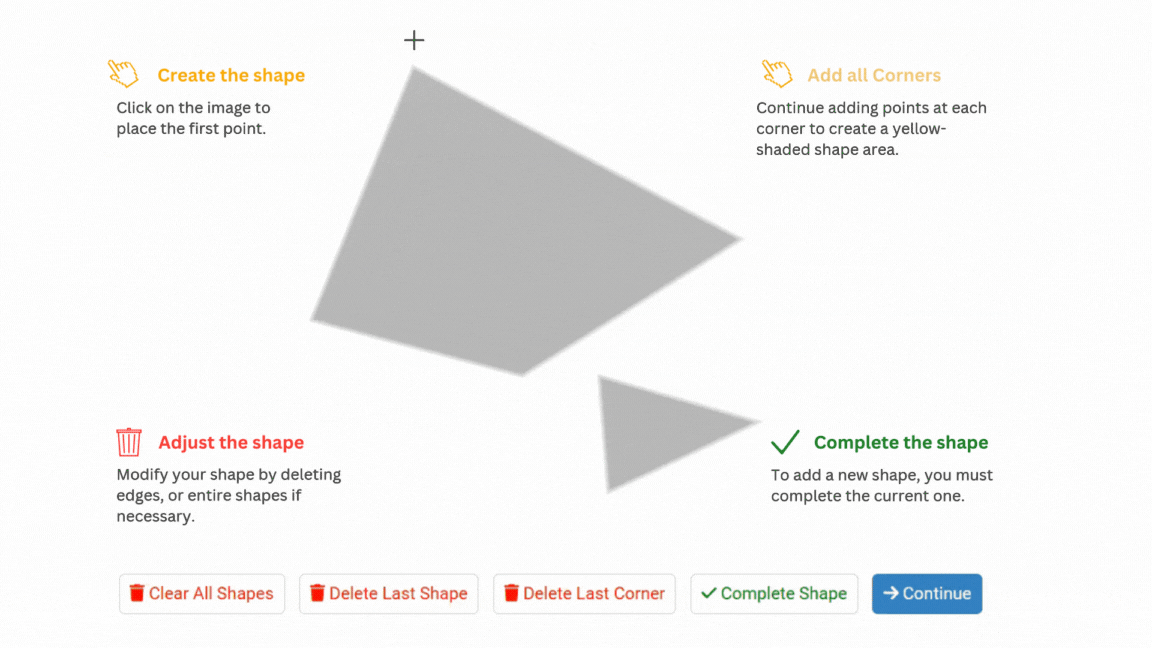 Create the shape
Click on the image to
place the first point.
Add all Corners
Continue adding points at each
corner to create a yellow-
shaded shape area.
Adjust the shape
Modify your shape by deleting
edges, or entire shapes if
necessary.
Complete the shape
To add a new shape, you must
complete the current one.
Clear All Shapes
Delete Last Shape
Delete Last Corner
Complete Shape
Continue